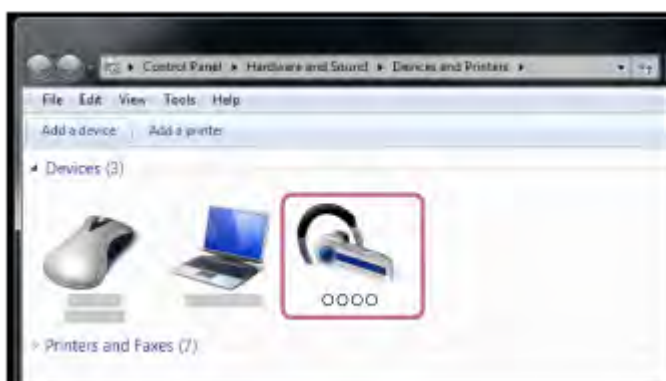 Control Panel ▸ Hardware and Sound ▸ Devices and Printers ▸
File Edit View Tools Help
Add a device Add a printer
Devices (3)
OOOO
Printers and Faxes (7)